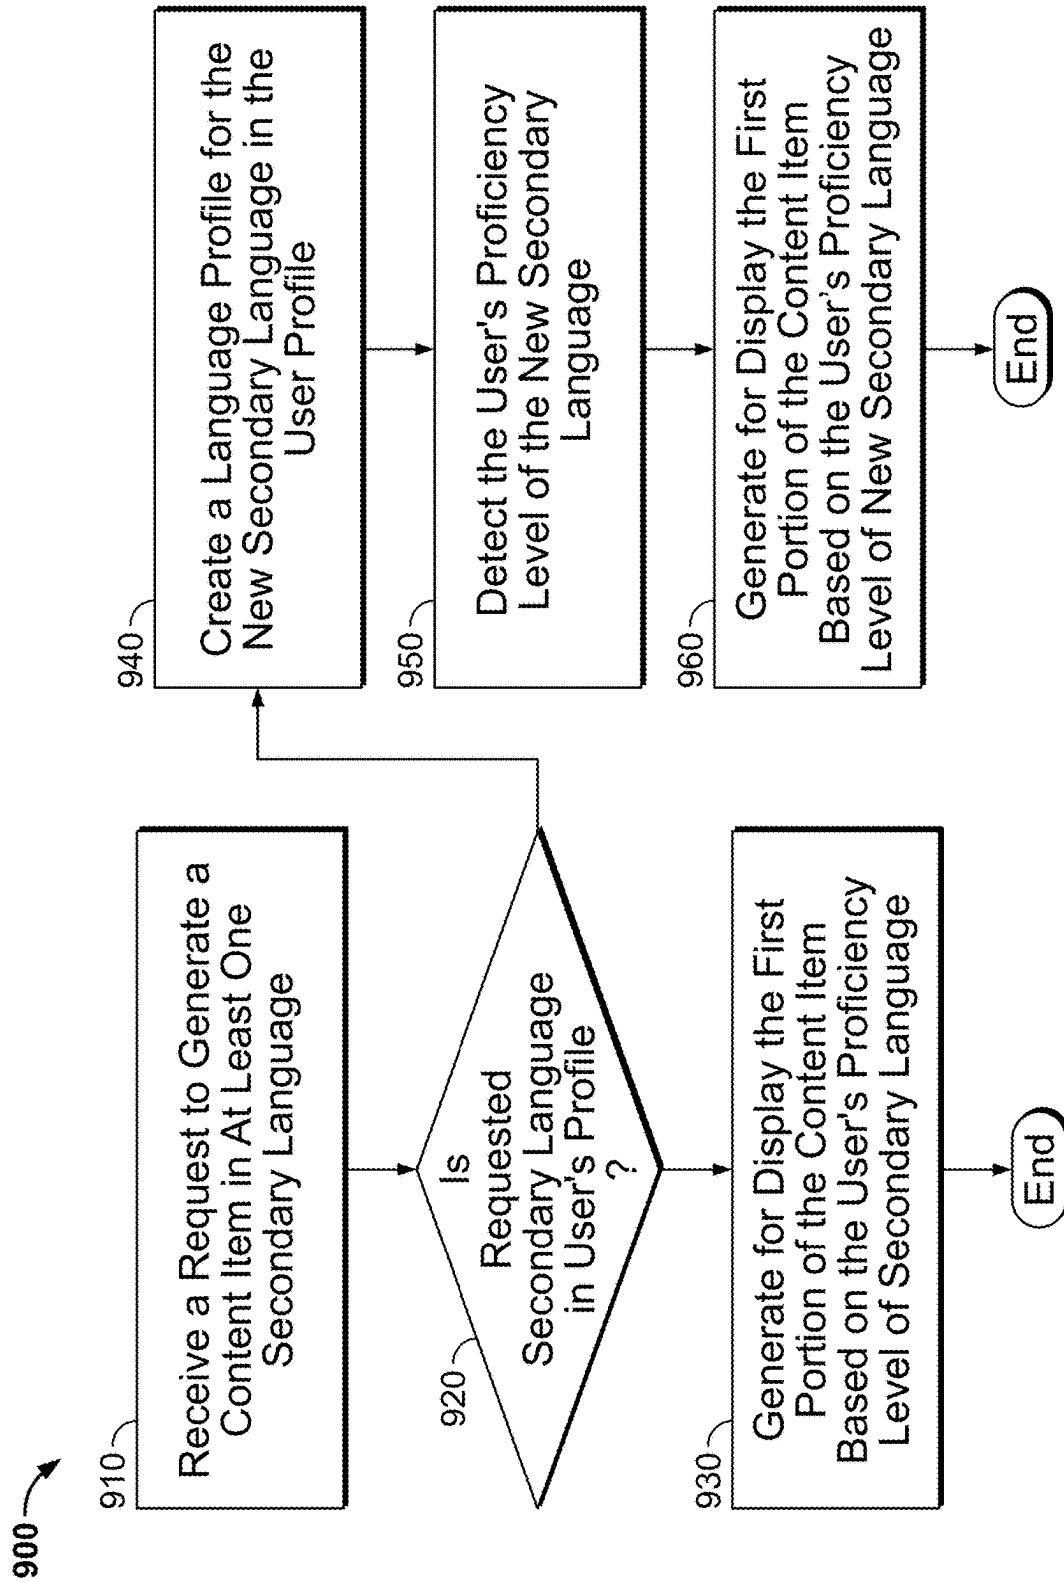 900
910
Receive a Request to Generate a
Content Item in At Least One
Secondary Language
920
Is
Requested
Secondary Language
in User's Profile
?
930
Generate for Display the First
Portion of the Content Item
Based on the User's Proficiency
Level of Secondary Language
End
940
Create a Language Profile for the
New Secondary Language in the
User Profile
950
Detect the User's Proficiency
Level of the New Secondary
Language
960
Generate for Display the First
Portion of the Content Item
Based on the User's Proficiency
Level of New Secondary Language
End